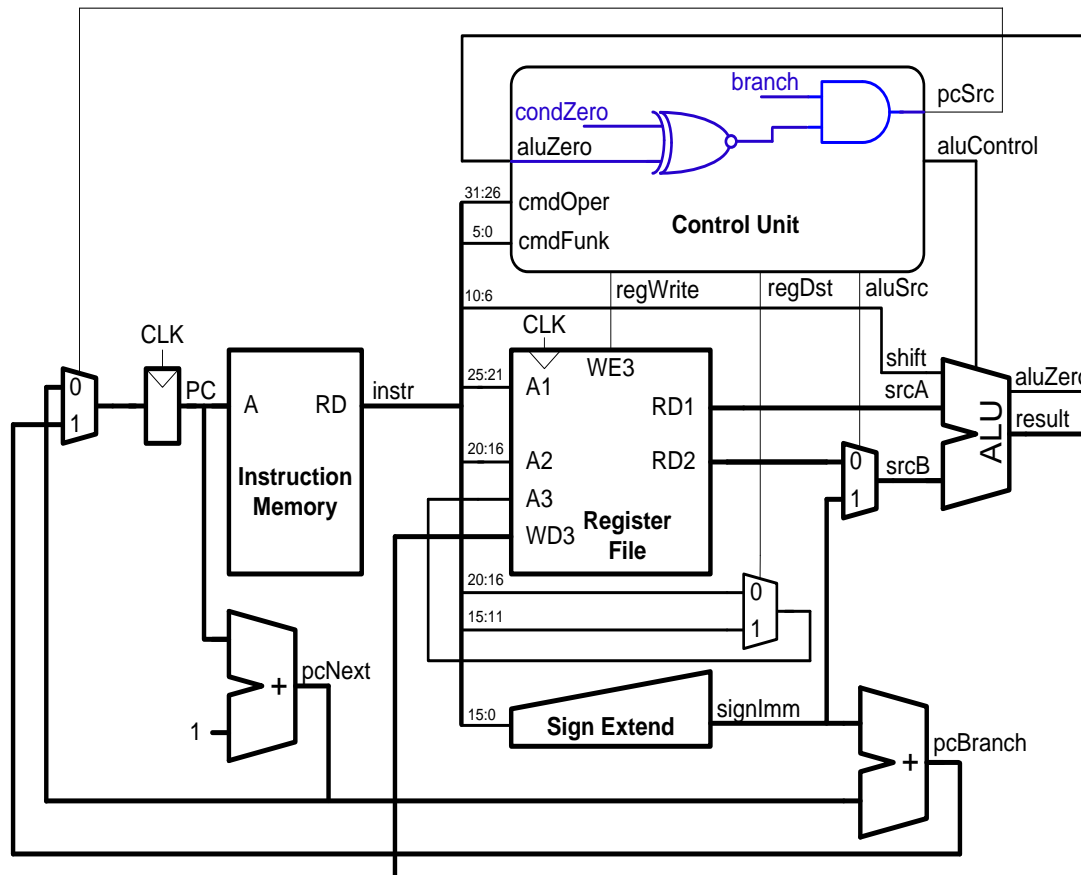 branch
pcSrc
condZero
aluZero
aluControl
31:26
cmdOper
5:0
cmdFunk
Control Unit
10:6
regWrite
regDst
aluSrc
CLK
CLK
shift
WE3
0
1
PC
A
RD
instr
25:21
A1
RD1
srcA
aluZero
result
ALU
20:16
A2
RD2
0
1
srcB
Instruction
Memory
A3
WD3
Register
File
20:16
0
15:11
1
pcNext
+
1
15:0
Sign Extend
signImm
pcBranch
+